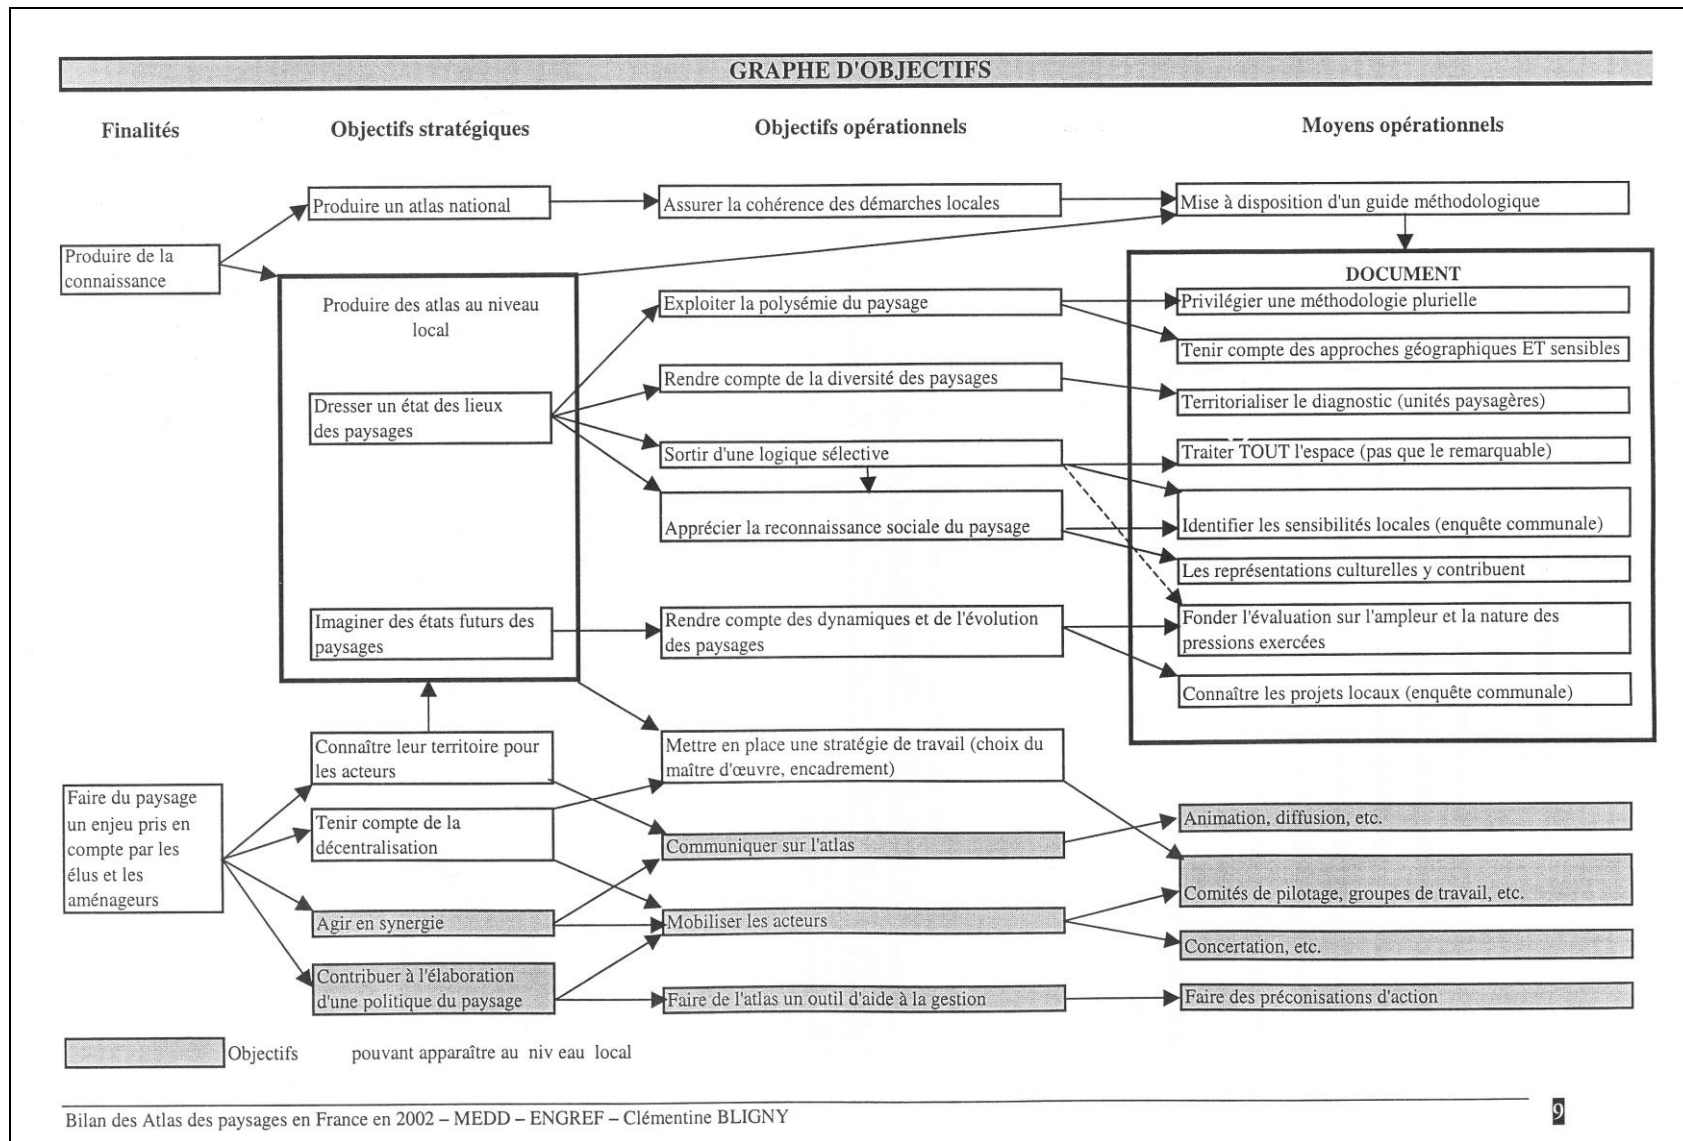 GRAPHE D'OBJECTIFS
Finalités
Objectifs stratégiques
Objectifs opérationnels
Moyens opérationnels
Produire de la
connaissance
Produire un atlas national
Assurer la cohérence des démarches locales
Mise à disposition d'un guide méthodologique
Produire des atlas au niveau
local
Dresser un état des lieux
des paysages
Imaginer des états futurs des
paysages
Exploiter la polysémie du paysage
Rendre compte de la diversité des paysages
Sortir d'une logique sélective
Apprécier la reconnaissance sociale du paysage
Rendre compte des dynamiques et de l'évolution
des paysages
DOCUMENT
Privilégier une méthodologie plurielle
Tenir compte des approches géographiques ET sensibles
Territorialiser le diagnostic (unités paysagères)
Traiter TOUT l'espace (pas que le remarquable)
Identifier les sensibilités locales (enquête communale)
Les représentations culturelles y contribuent
Fonder l'évaluation sur l'ampleur et la nature des
pressions exercées
Connaître les projets locaux (enquête communale)
Faire du paysage
un enjeu pris en
compte par les
élus et les
aménageurs
Connaître leur territoire pour
les acteurs
Tenir compte de la
décentralisation
Agir en synergie
Contribuer à l'élaboration
d'une politique du paysage
Mettre en place une stratégie de travail (choix du
maître d'œuvre, encadrement)
Communiquer sur l'atlas
Mobiliser les acteurs
Faire de l'atlas un outil d'aide à la gestion
Animation, diffusion, etc.
Comités de pilotage, groupes de travail, etc.
Concertation, etc.
Faire des préconisations d'action
Objectifs pouvant apparaître au niv eau local
Bilan des Atlas des paysages en France en 2002 – MEDD – ENGREF – Clémentine BLIGNY
9